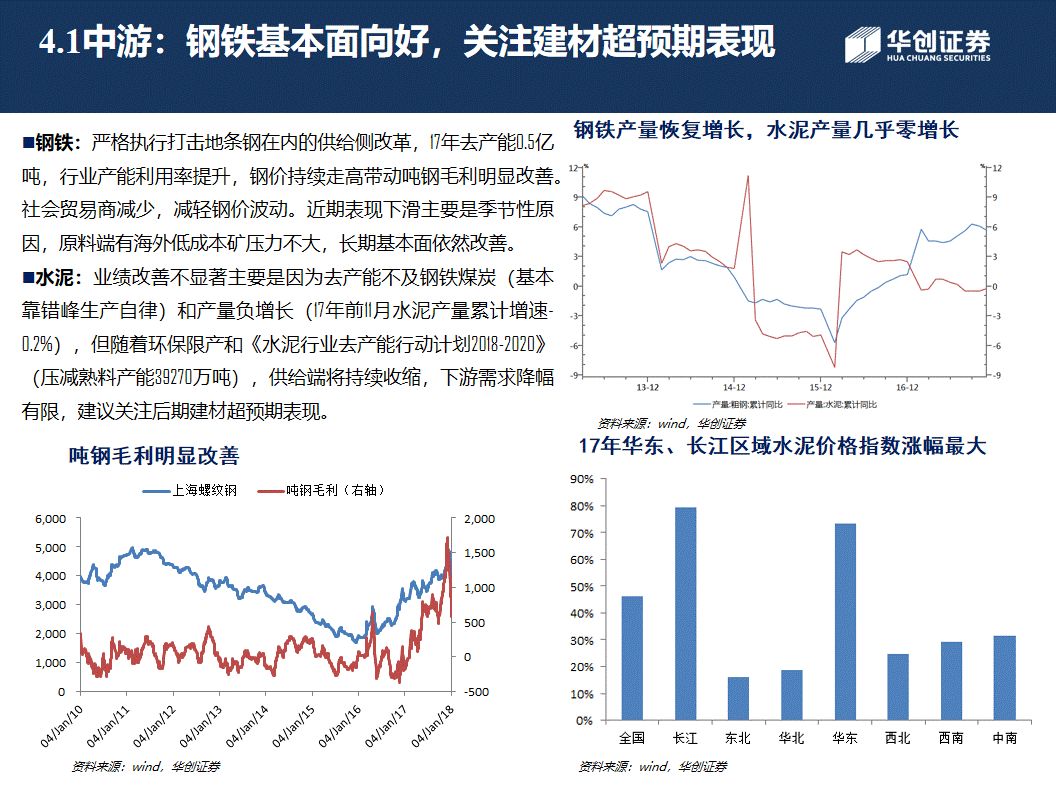 4.1中游：钢铁基本面向好，关注建材超预期表现
华创证券
HUA CHUANG SECURITIES
■钢铁：严格执行打击地条钢在内的供给侧改革，17年去产能0.5亿
吨，行业产能利用率提升，钢价持续走高带动吨钢毛利明显改善。
社会贸易商减少，减轻钢价波动。近期表现下滑主要是季节性原
因，原料端有海外低成本矿压力不大，长期基本面依然改善。
■水泥：业绩改善不显著主要是因为去产能不及钢铁煤炭（基本
靠错峰生产自律）和产量负增长（17年前11月水泥产量累计增速-
0.2%），但随着环保限产和《水泥行业去产能行动计划2018-2020》
（压减熟料产能39270万吨），供给端将持续收缩，下游需求降幅
有限，建议关注后期建材超预期表现。
钢铁产量恢复增长，水泥产量几乎零增长
% %
12 12
9 9
6 6
3 3
0 0
-3 -3
-6 -6
-9 -9
13-12 14-12 15-12 16-12
产量:粗钢:累计同比 产量:水泥:累计同比
资料来源：wind，华创证券
吨钢毛利明显改善
上海螺纹钢 吨钢毛利（右轴）
6,000 2,000
5,000 1,500
4,000 1,000
3,000 500
2,000 0
1,000 -500
0
04/Jan/10 04/Jan/11 04/Jan/12 04/Jan/13 04/Jan/14 04/Jan/15 04/Jan/16 04/Jan/17 04/Jan/18
资料来源：wind，华创证券
17年华东、长江区域水泥价格指数涨幅最大
90%
80%
70%
60%
50%
40%
30%
20%
10%
0%
全国 长江 东北 华北 华东 西北 西南 中南
资料来源：wind，华创证券